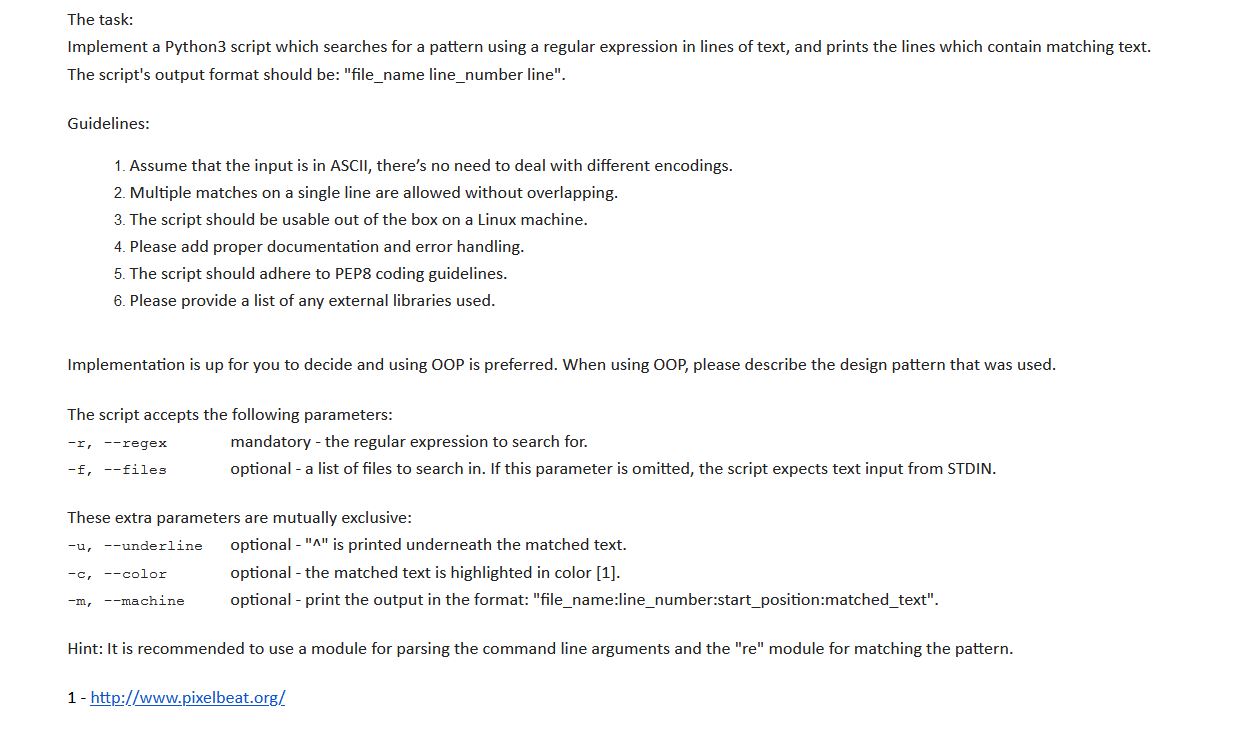 The task:
Implement a Python3 script which searches for a pattern using a regular expression in lines of text, and prints the lines which contain matching text.
The script's output format should be: "file_name line_number line".
Guidelines:
1. Assume that the input is in ASCII, there’s no need to deal with different encodings.
2. Multiple matches on a single line are allowed without overlapping.
3. The script should be usable out of the box on a Linux machine.
4. Please add proper documentation and error handling.
5. The script should adhere to PEP8 coding guidelines.
6. Please provide a list of any external libraries used.
Implementation is up for you to decide and using OOP is preferred. When using OOP, please describe the design pattern that was used.
The script accepts the following parameters:
-r, --regex mandatory - the regular expression to search for.
-f, --files optional - a list of files to search in. If this parameter is omitted, the script expects text input from STDIN.
These extra parameters are mutually exclusive:
-u, --underline optional - "^" is printed underneath the matched text.
-c, --color optional - the matched text is highlighted in color [1].
-m, --machine optional - print the output in the format: "file_name:line_number:start_position:matched_text".
Hint: It is recommended to use a module for parsing the command line arguments and the "re" module for matching the pattern.
1 - http://www.pixelbeat.org/